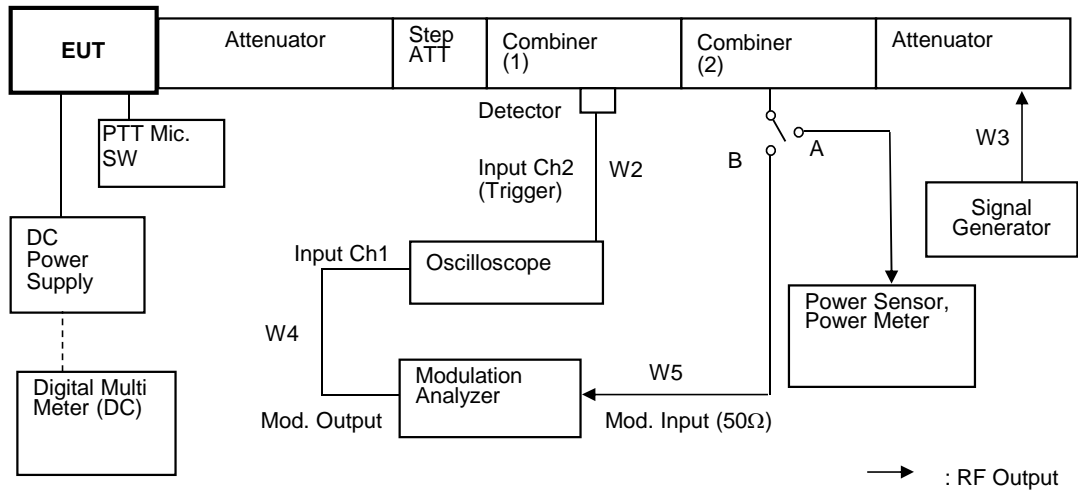 EUT
Attenuator
Step
ATT
Combiner
(1)
Combiner
(2)
Attenuator
Detector
PTT Mic.
SW
B
A
W3
Input Ch2
(Trigger)
W2
Signal
Generator
DC
Power
Supply
Input Ch1
Oscilloscope
Power Sensor,
Power Meter
W4
Digital Multi
Meter (DC)
Modulation
Analyzer
W5
Mod. Output
Mod. Input (50Ω)
: RF Output